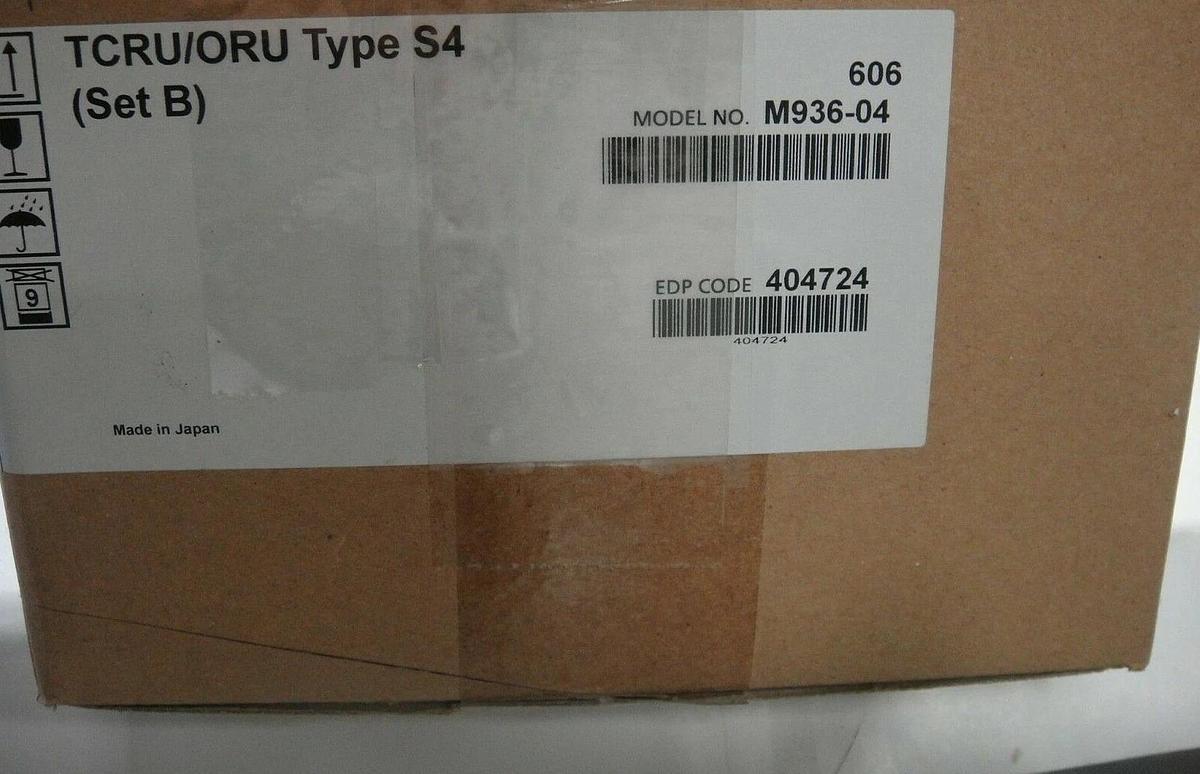 TCRU/ORU Type S4
(Set B)
606
MODEL NO. M936-04
EDP CODE 404724
404724
9
Made in Japan